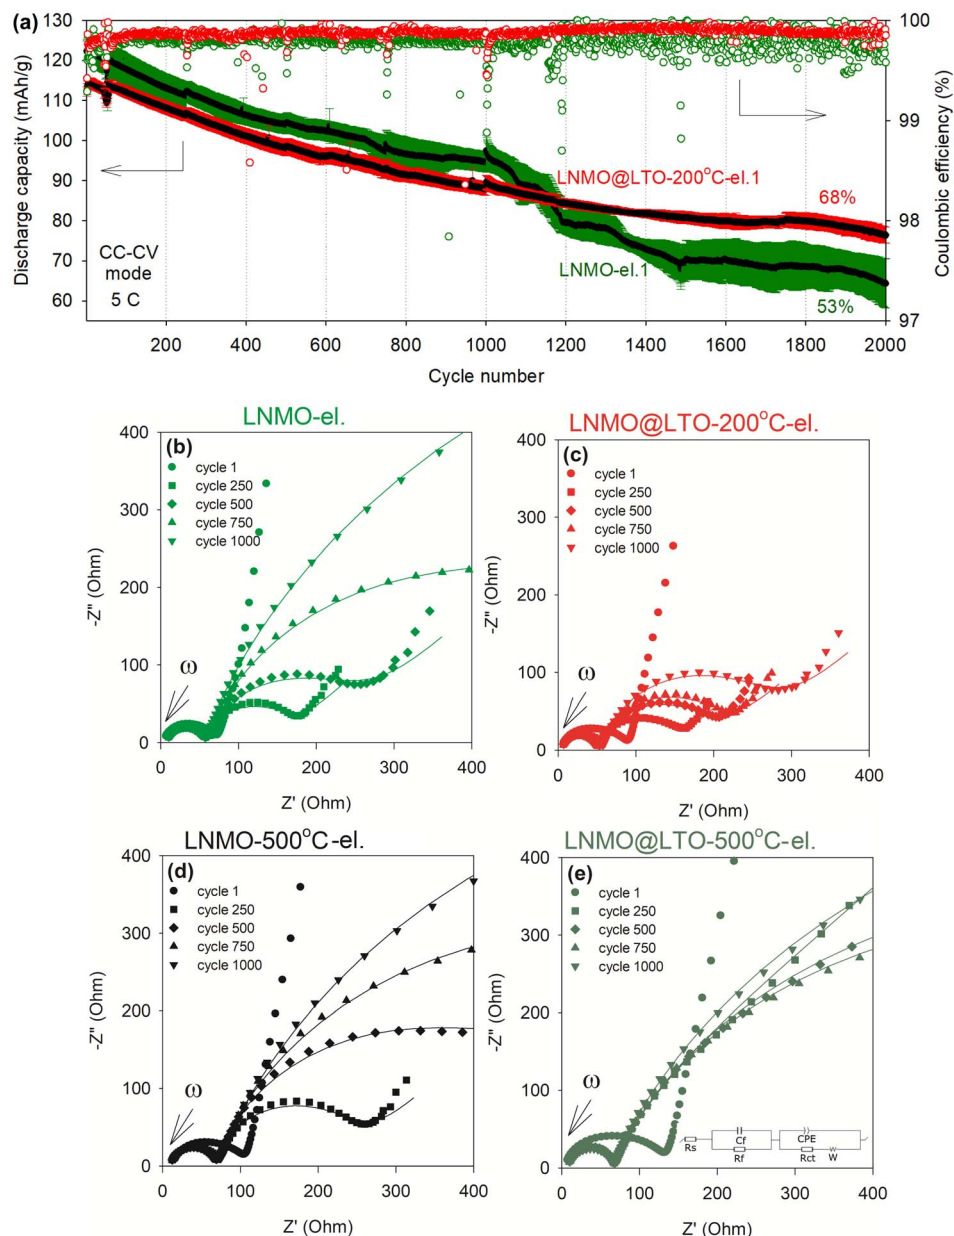 (a)
130
120
110
100
90
80
70
60
Discharge capacity (mAh/g)
100
99
98
97
Coulombic efficiency (%)
LNMO@LTO-200°C-el.1
68%
CC-CV
mode
5 C
LNMO-el.1
53%
200 400 600 800 1000 1200 1400 1600 1800 2000
Cycle number
LNMO-el.
(b)
cycle 1
cycle 250
cycle 500
cycle 750
cycle 1000
ω
400
300
200
100
0
-Z" (Ohm)
0 100 200 300 400
Z' (Ohm)
LNMO@LTO-200°C-el.
(c)
cycle 1
cycle 250
cycle 500
cycle 750
cycle 1000
ω
400
300
200
100
0
-Z" (Ohm)
0 100 200 300 400
Z' (Ohm)
LNMO-500°C-el.
(d)
cycle 1
cycle 250
cycle 500
cycle 750
cycle 1000
ω
400
300
200
100
0
-Z" (Ohm)
0 100 200 300 400
Z' (Ohm)
LNMO@LTO-500°C-el.
(e)
cycle 1
cycle 250
cycle 500
cycle 750
cycle 1000
ω
400
300
200
100
0
-Z" (Ohm)
Rs Cf Rf CPE Rct W
0 100 200 300 400
Z' (Ohm)